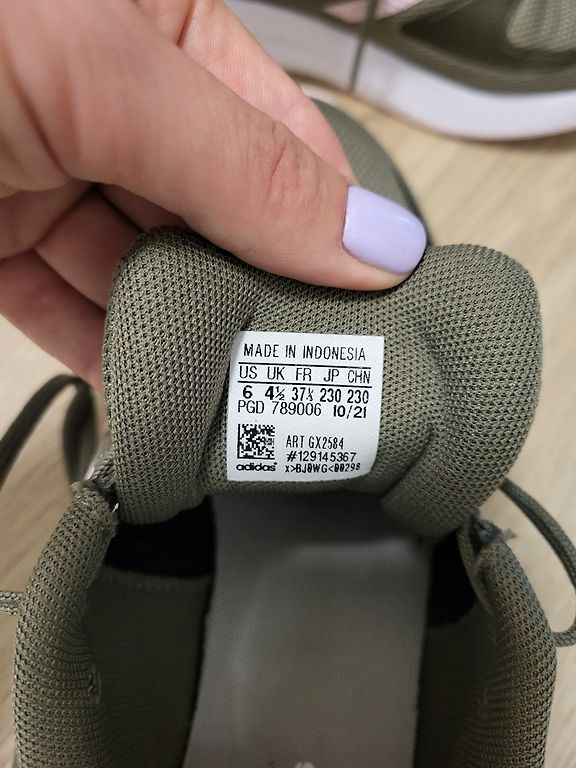 MADE IN INDONESIA
US UK FR JP CHN
6 4½ 37⅓ 230 230
PGD 789006 10/21
ART GX2584
#129145367
adidas x>BJ0WG<00298